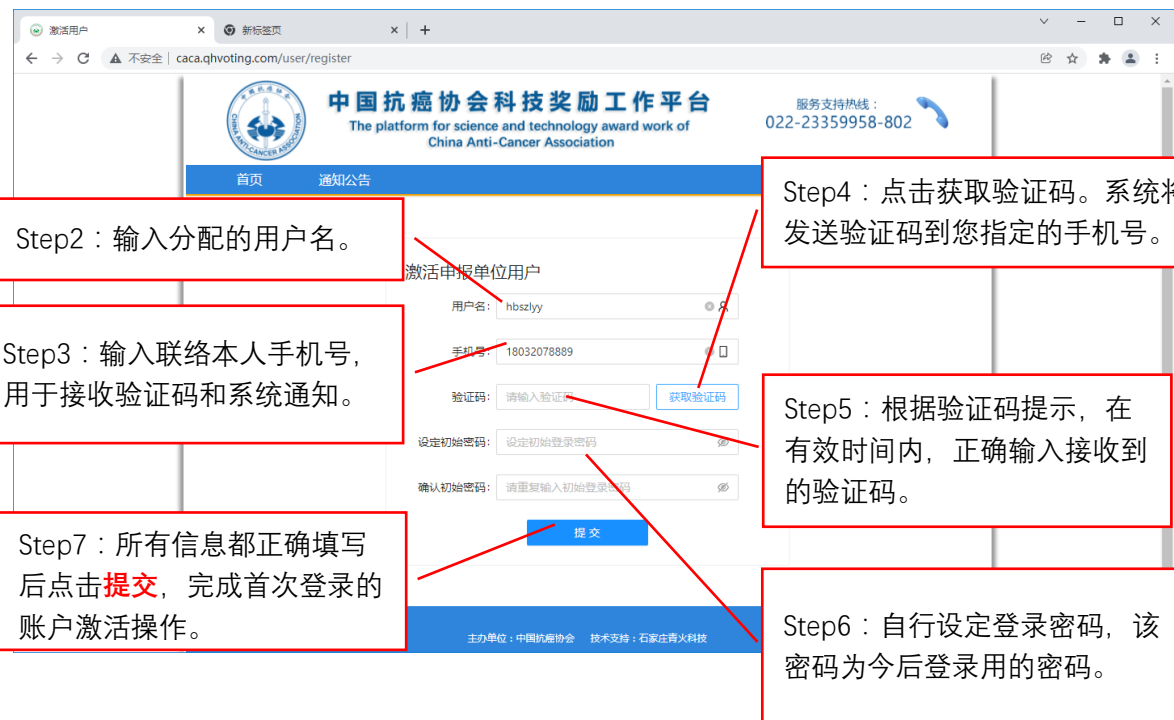 激活用户
新标签页
不安全 | caca.qhvoting.com/user/register
中国抗癌协会
CHINA ANTI-CANCER ASSOCIATION
中国抗癌协会科技奖励工作平台
The platform for science and technology award work of
China Anti-Cancer Association
服务支持热线：
022-23359958-802
首页 通知公告
Step2：输入分配的用户名。
Step4：点击获取验证码。系统将
发送验证码到您指定的手机号。
激活申报单位用户
用户名： hbszlyy
Step3：输入联络本人手机号，
用于接收验证码和系统通知。
手机号： 18032078889
验证码： 请输入验证码 获取验证码
设定初始密码： 设定初始登录密码
确认初始密码： 请重复输入初始登录密码
Step5：根据验证码提示，在
有效时间内，正确输入接收到
的验证码。
提 交
Step7：所有信息都正确填写
后点击提交，完成首次登录的
账户激活操作。
Step6：自行设定登录密码，该
密码为今后登录用的密码。
主办单位：中国抗癌协会 技术支持：石家庄青火科技